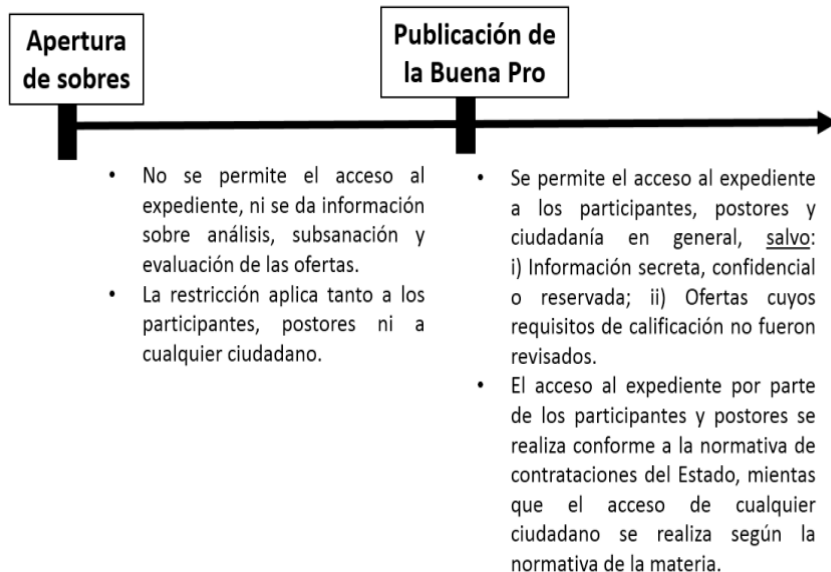 Apertura
de sobres
Publicación de
la Buena Pro
• No se permite el acceso al
expediente, ni se da información
sobre análisis, subsanación y
evaluación de las ofertas.
• La restricción aplica tanto a los
participantes, postores ni a
cualquier ciudadano.
• Se permite el acceso al expediente
a los participantes, postores y
ciudadanía en general, salvo:
i) Información secreta, confidencial
o reservada; ii) Ofertas cuyos
requisitos de calificación no fueron
revisados.
• El acceso al expediente por parte
de los participantes y postores se
realiza conforme a la normativa de
contrataciones del Estado, mientas
que el acceso de cualquier
ciudadano se realiza según la
normativa de la materia.